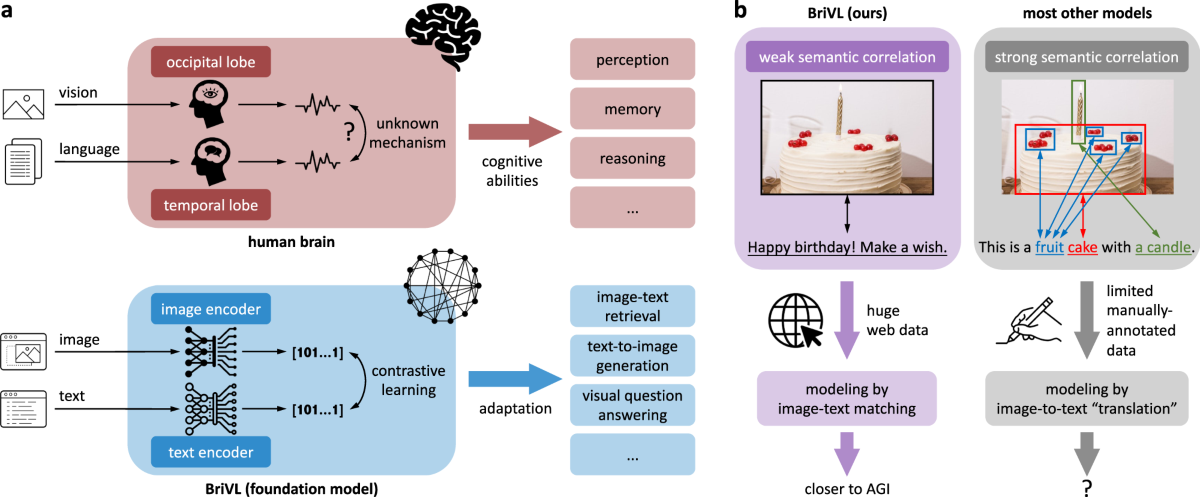 a
occipital lobe
vision
language
?
unknown
mechanism
temporal lobe
human brain
cognitive
abilities
perception
memory
reasoning
...
image encoder
image
[101...1]
text
[101...1]
contrastive
learning
text encoder
BriVL (foundation model)
adaptation
image-text
retrieval
text-to-image
generation
visual question
answering
...
b
BriVL (ours)
weak semantic correlation
Happy birthday! Make a wish.
huge
web data
modeling by
image-text matching
closer to AGI
most other models
strong semantic correlation
This is a fruit cake with a candle.
limited
manually-
annotated
data
modeling by
image-to-text “translation”
?